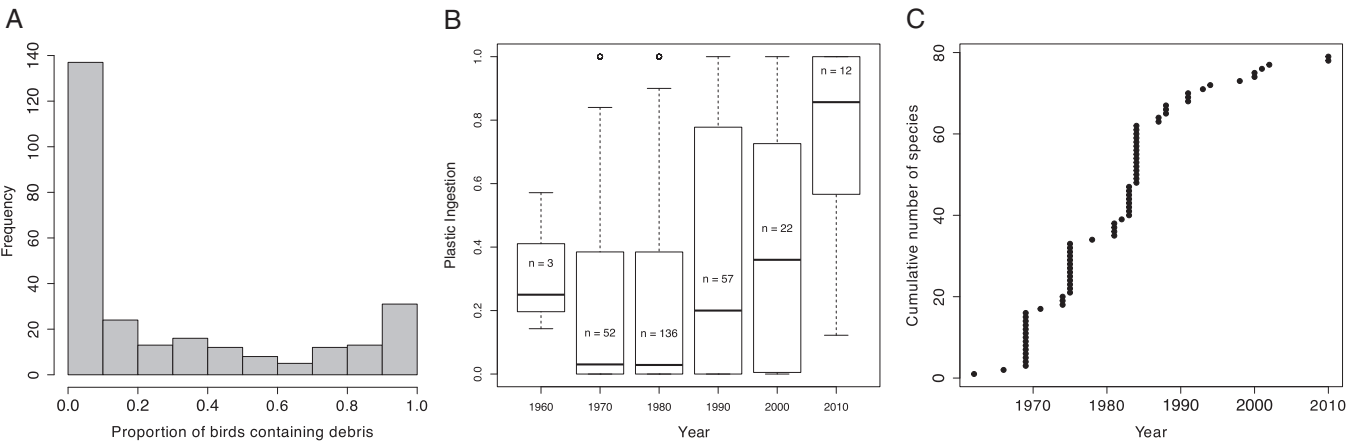 A
Frequency
0 20 40 60 80 100 120 140
0.0 0.2 0.4 0.6 0.8 1.0
Proportion of birds containing debris
B
Plastic Ingestion
0.0 0.2 0.4 0.6 0.8 1.0
n = 3
n = 52
n = 136
n = 57
n = 22
n = 12
1960 1970 1980 1990 2000 2010
Year
C
Cumulative number of species
0 20 40 60 80
1970 1980 1990 2000 2010
Year